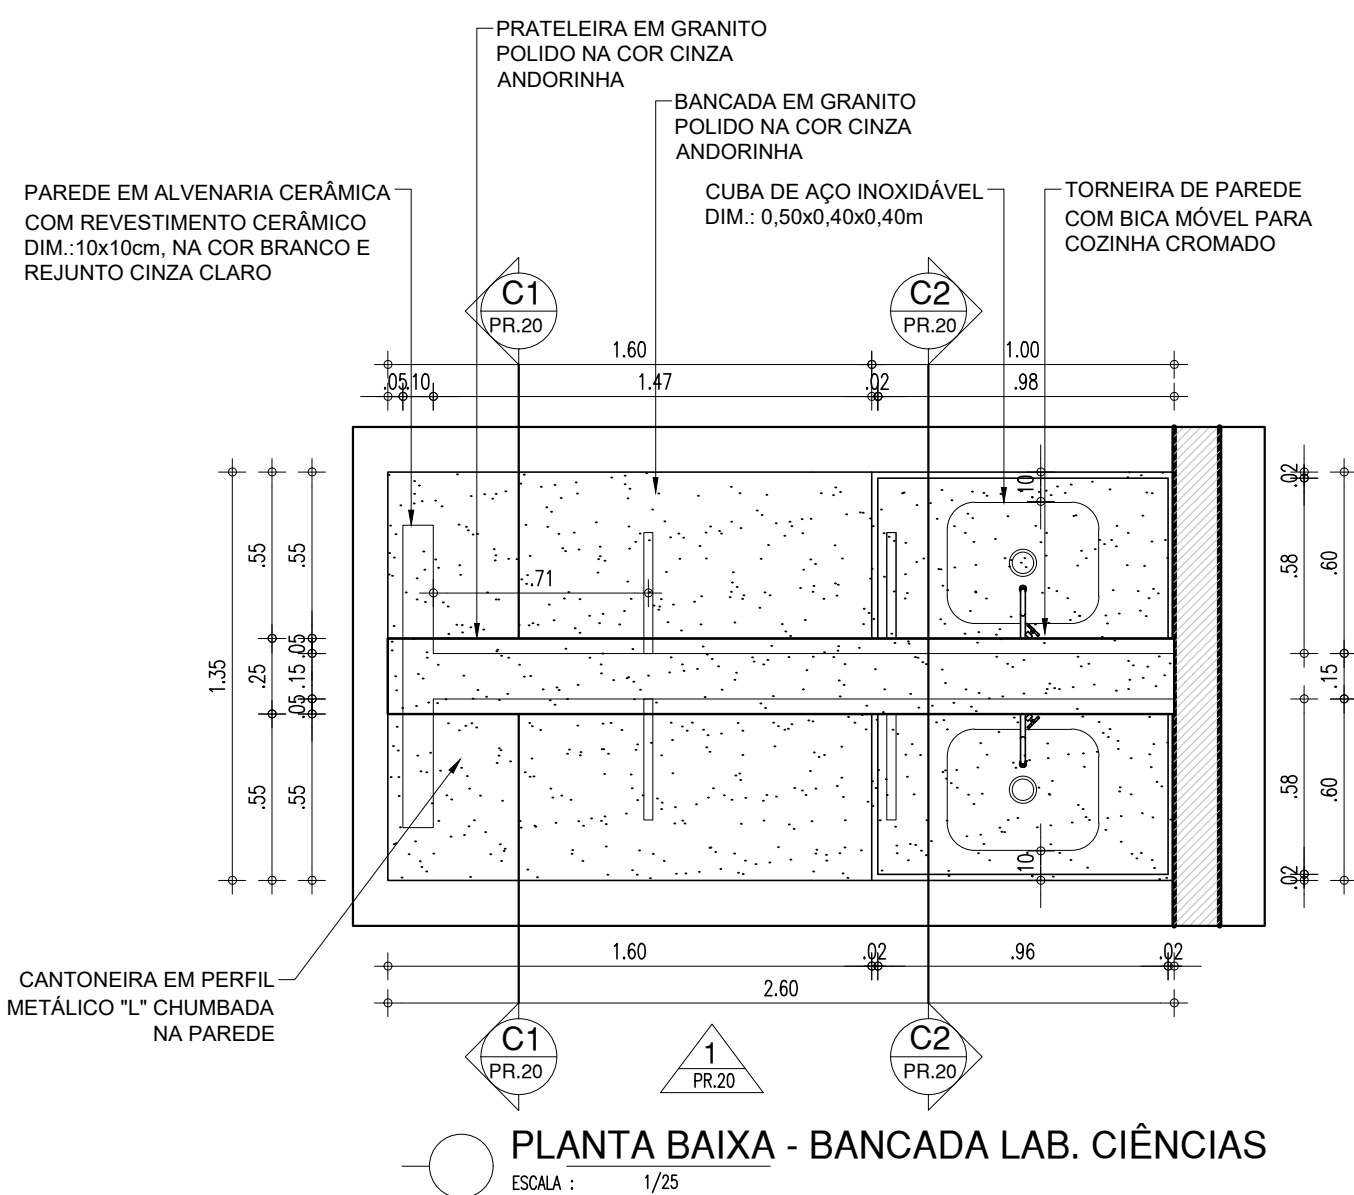 PRATELEIRA EM GRANITO
POLIDO NA COR CINZA
ANDORINHA
BANCADA EM GRANITO
POLIDO NA COR CINZA
ANDORINHA
PAREDE EM ALVENARIA CERÂMICA
COM REVESTIMENTO CERÂMICO
DIM.:10x10cm, NA COR BRANCO E
REJUNTO CINZA CLARO
CUBA DE AÇO INOXIDÁVEL
DIM.: 0,50x0,40x0,40m
TORNEIRA DE PAREDE
COM BICA MÓVEL PARA
COZINHA CROMADO
C1
PR.20
C2
PR.20
1.60
1.00
.05
.10
1.47
.02
.98
1.35
.55
.25
.55
.55
.05
.15
.05
.55
.71
.10
.10
.02
.58
.58
.02
.60
.15
.60
CANTONEIRA EM PERFIL
METÁLICO "L" CHUMBADA
NA PAREDE
1.60
.02
.96
.02
2.60
C1
PR.20
1
PR.20
C2
PR.20
PLANTA BAIXA - BANCADA LAB. CIÊNCIAS
ESCALA : 1/25